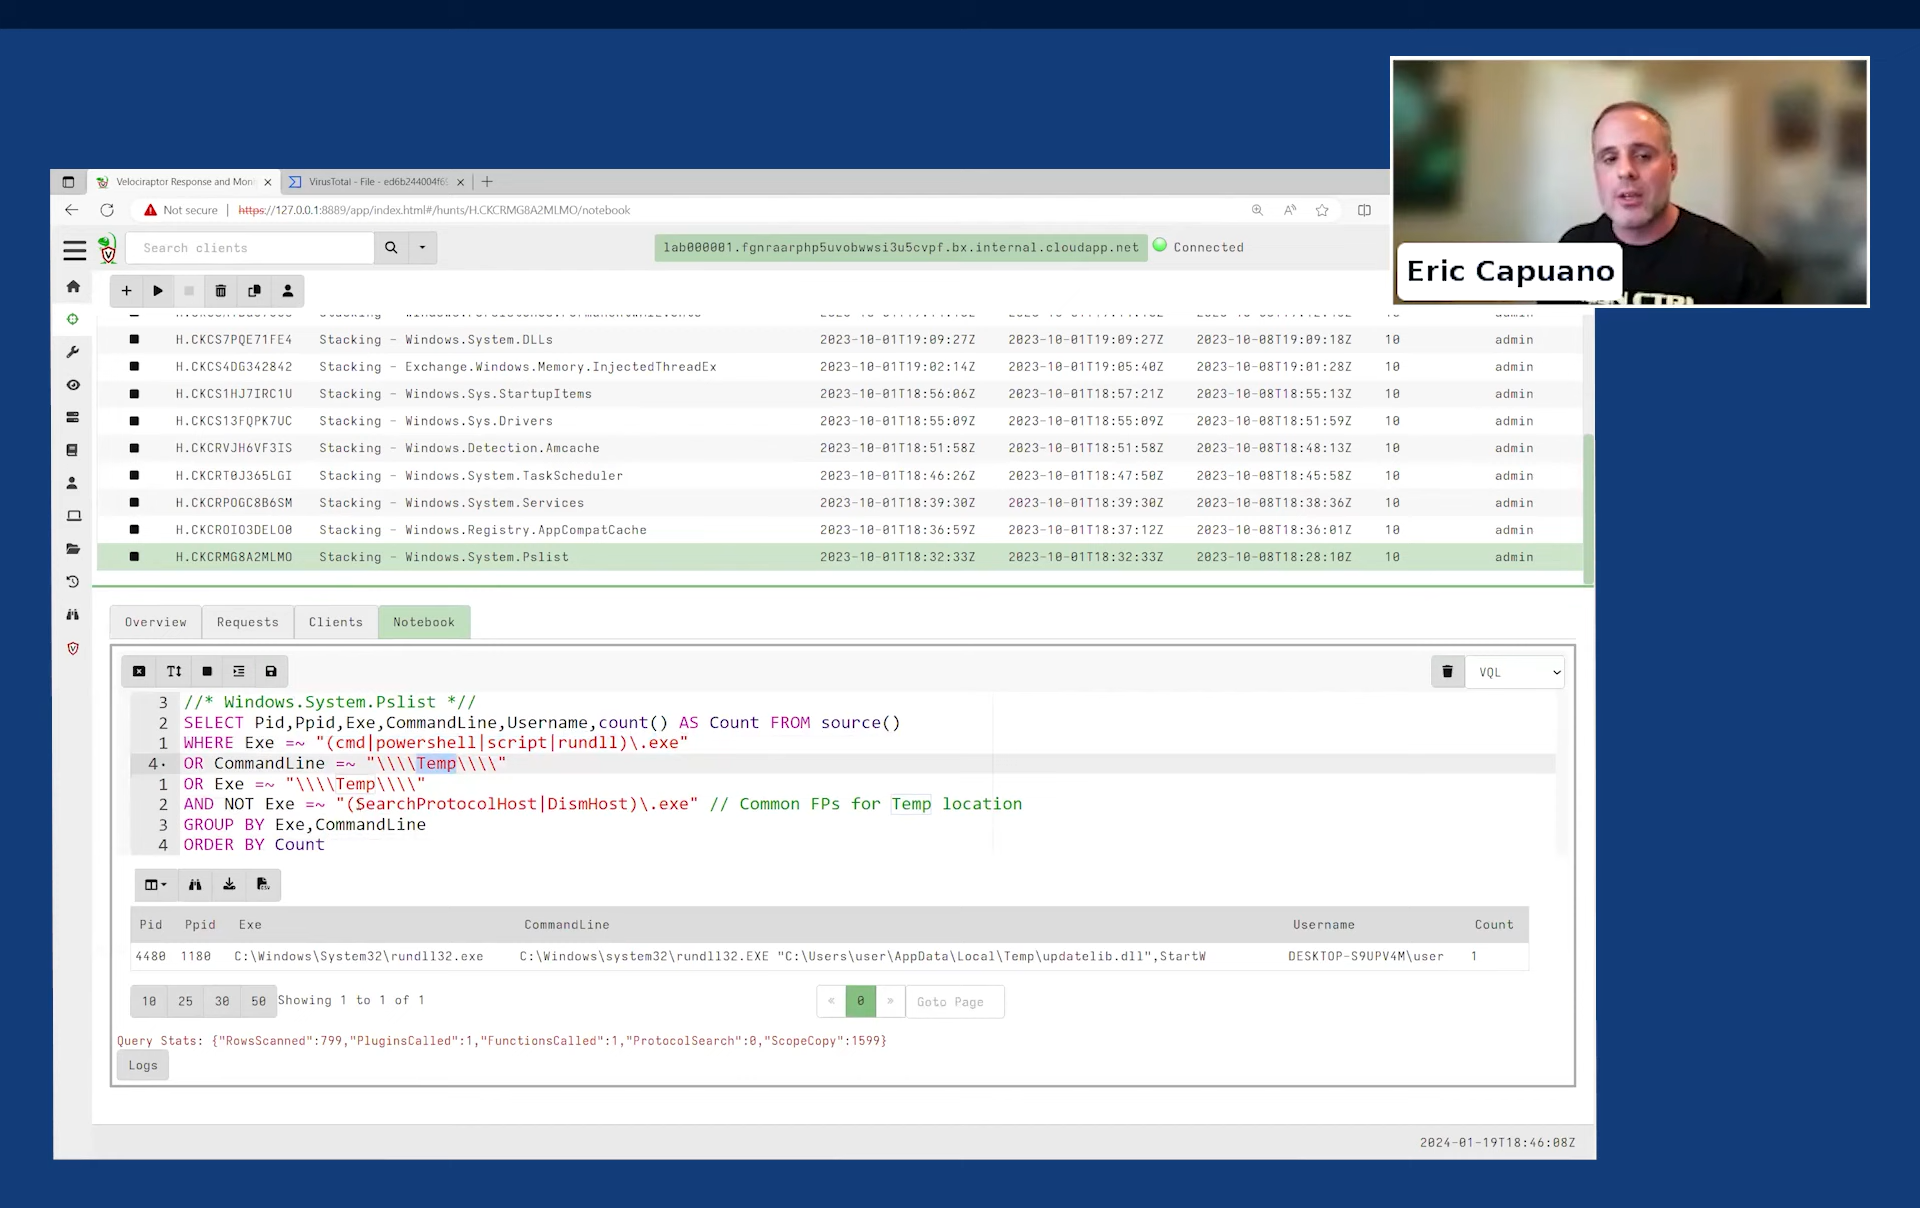 Velociraptor Response and Moni
VirusTotal - File - ed6b244004f6
Not secure | https://127.0.0.1:8889/app/index.html#/hunts/H.CKCRMG8A2MLMO/notebook
Search clients
lab000001.fgnraarphp5uvobwwsi3u5cvpf.bx.internal.cloudapp.net Connected
Eric Capuano
H.CKCS7PQE71FE4 Stacking - Windows.System.DLLs 2023-10-01T19:09:27Z 2023-10-01T19:09:27Z 2023-10-08T19:09:18Z 10 admin
H.CKCS4DG342842 Stacking - Exchange.Windows.Memory.InjectedThreadEx 2023-10-01T19:02:14Z 2023-10-01T19:05:40Z 2023-10-08T19:01:28Z 10 admin
H.CKCS1HJ7IRC1U Stacking - Windows.Sys.StartupItems 2023-10-01T18:56:06Z 2023-10-01T18:57:21Z 2023-10-08T18:55:13Z 10 admin
H.CKCS13FQPK7UC Stacking - Windows.Sys.Drivers 2023-10-01T18:55:09Z 2023-10-01T18:55:09Z 2023-10-08T18:51:59Z 10 admin
H.CKCRVJH6VF3IS Stacking - Windows.Detection.Amcache 2023-10-01T18:51:58Z 2023-10-01T18:51:58Z 2023-10-08T18:48:13Z 10 admin
H.CKCRT0J365LGI Stacking - Windows.System.TaskScheduler 2023-10-01T18:46:26Z 2023-10-01T18:47:50Z 2023-10-08T18:45:58Z 10 admin
H.CKCRPOGC8B6SM Stacking - Windows.System.Services 2023-10-01T18:39:30Z 2023-10-01T18:39:30Z 2023-10-08T18:38:36Z 10 admin
H.CKCROIO3DELO0 Stacking - Windows.Registry.AppCompatCache 2023-10-01T18:36:59Z 2023-10-01T18:37:12Z 2023-10-08T18:36:01Z 10 admin
H.CKCRMG8A2MLMO Stacking - Windows.System.Pslist 2023-10-01T18:32:33Z 2023-10-01T18:32:33Z 2023-10-08T18:28:10Z 10 admin
Overview Requests Clients Notebook
VQL
3 //* Windows.System.Pslist *//
2 SELECT Pid,Ppid,Exe,CommandLine,Username,count() AS Count FROM source()
1 WHERE Exe =~ "(cmd|powershell|script|rundll)\.exe"
4 OR CommandLine =~ "\\\\Temp\\\\"
1 OR Exe =~ "\\\\Temp\\\\"
2 AND NOT Exe =~ "(SearchProtocolHost|DismHost)\.exe" // Common FPs for Temp location
3 GROUP BY Exe,CommandLine
4 ORDER BY Count
Pid Ppid Exe CommandLine Username Count
4480 1180 C:\Windows\System32\rundll32.exe C:\Windows\system32\rundll32.EXE "C:\Users\user\AppData\Local\Temp\updatelib.dll",StartW DESKTOP-S9UPV4M\user 1
10 25 30 50 Showing 1 to 1 of 1 « 0 » Goto Page
Query Stats: {"RowsScanned":799,"PluginsCalled":1,"FunctionsCalled":1,"ProtocolSearch":0,"ScopeCopy":1599}
Logs
2024-01-19T18:46:08Z